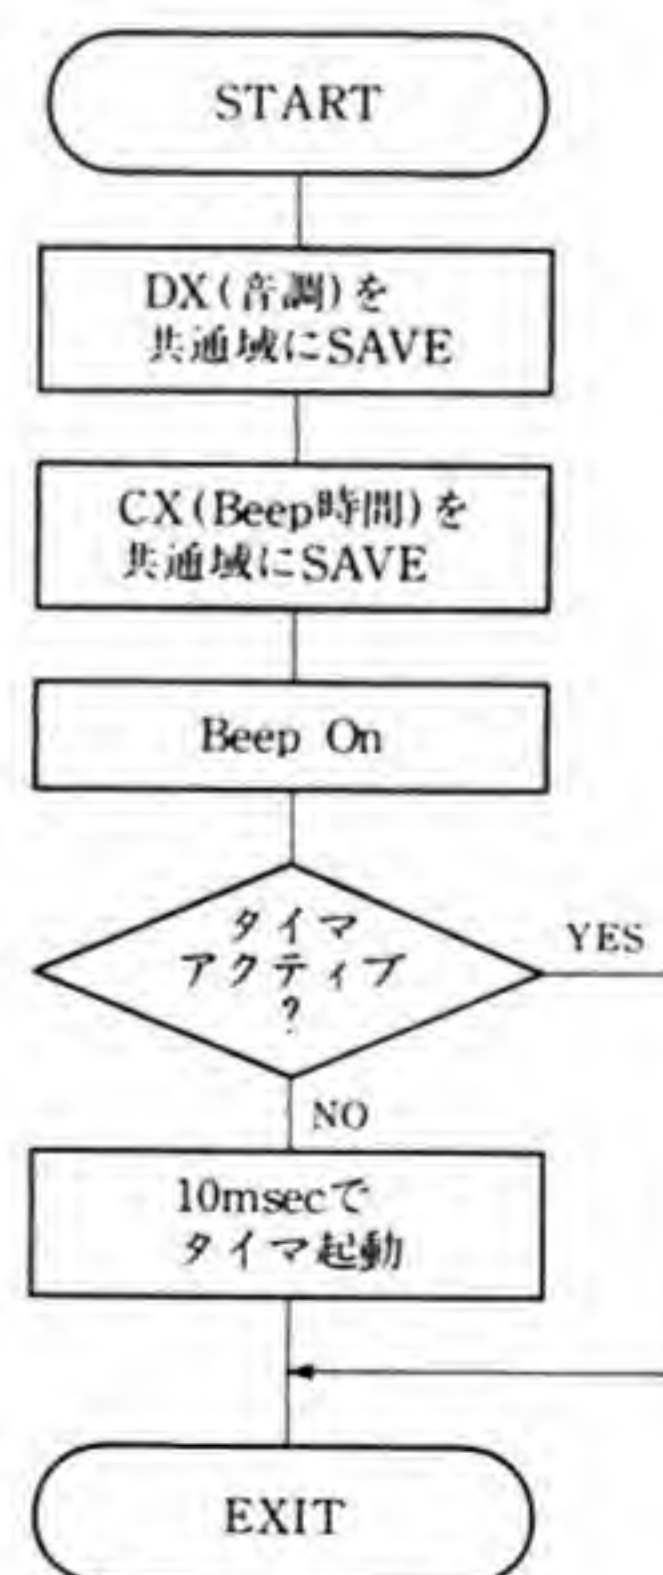 START
DX(音調)を
共通域にSAVE
CX(Beep時間)を
共通域にSAVE
Beep On
タイマ
アクティブ
?
YES
NO
10msecで
タイマ起動
EXIT